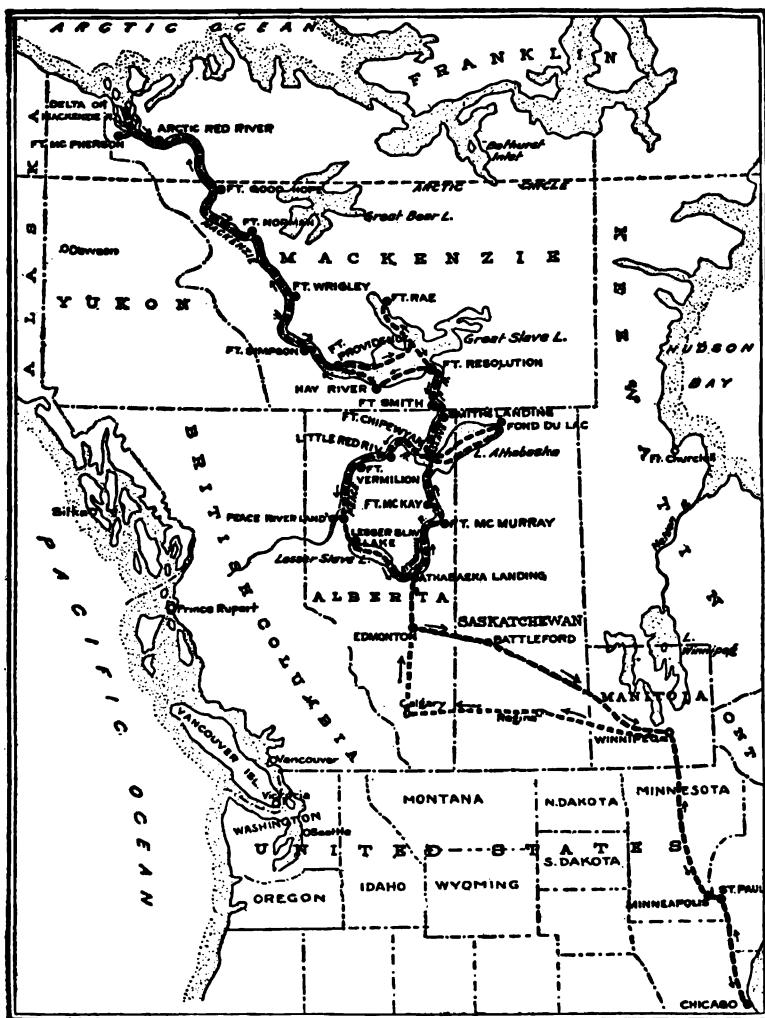 ARCTIC OCEAN
FRANKLIN
DELTA OF
MACKENZIE R.
ARCTIC RED RIVER
FT. MC PHERSON
Bathurst
Inlet
ALASKA
FT. GOOD HOPE
ARCTIC CIRCLE
Great Bear L.
FT. NORMAN
MACKENZIE
Dawson
MACKENZIE
YUKON
FT. WRIGLEY
FT. RAE
KEEWATIN
HUDSON
BAY
FT.
PROVIDENCE
Great Slave L.
FT. SIMPSON
FT. RESOLUTION
HAY RIVER
FT SMITH
SMITHS LANDING
FT. CHIPEWYAN
FOND DU LAC
LITTLE RED RIVER
L. Athabaska
FT.
VERMILION
Ft. Churchill
BRITISH COLUMBIA
Sitka
FT. MC KAY
PEACE RIVER LAND'G
FT. MC MURRAY
Nelson
LESSER SLAVE
LAKE
Lesser Slave L.
ATHABASKA LANDING
PACIFIC OCEAN
Prince Rupert
ALBERTA
SASKATCHEWAN
EDMONTON
BATTLEFORD
L.
Winnipeg
MANITOBA
Calgary
Regina
ONT
WINNIPEG
VANCOUVER ISL.
Vancouver
Victoria
MONTANA
N. DAKOTA
MINNESOTA
WASHINGTON
Seattle
UNITED STATES
S. DAKOTA
OREGON
IDAHO
WYOMING
MINNEAPOLIS
ST. PAUL
CHICAGO